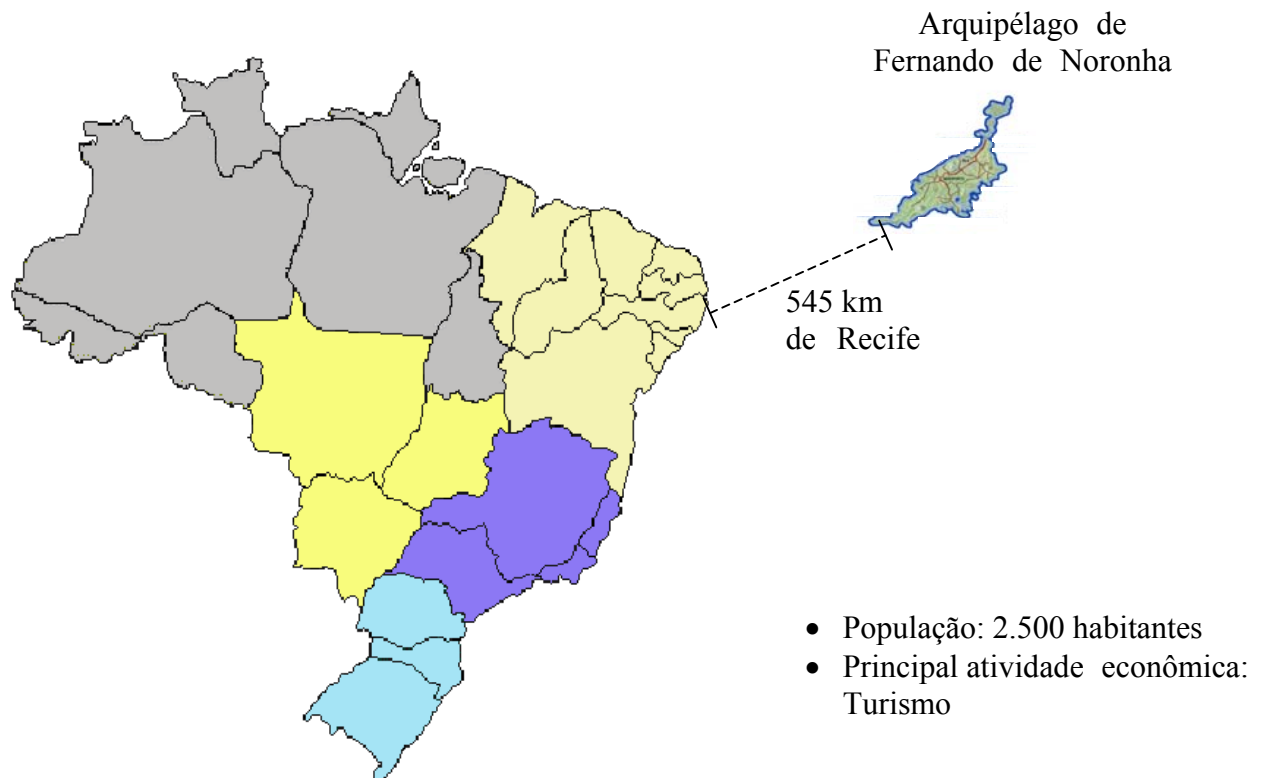 Arquipélago de
Fernando de Noronha
545 km
de Recife
• População: 2.500 habitantes
• Principal atividade econômica:
Turismo